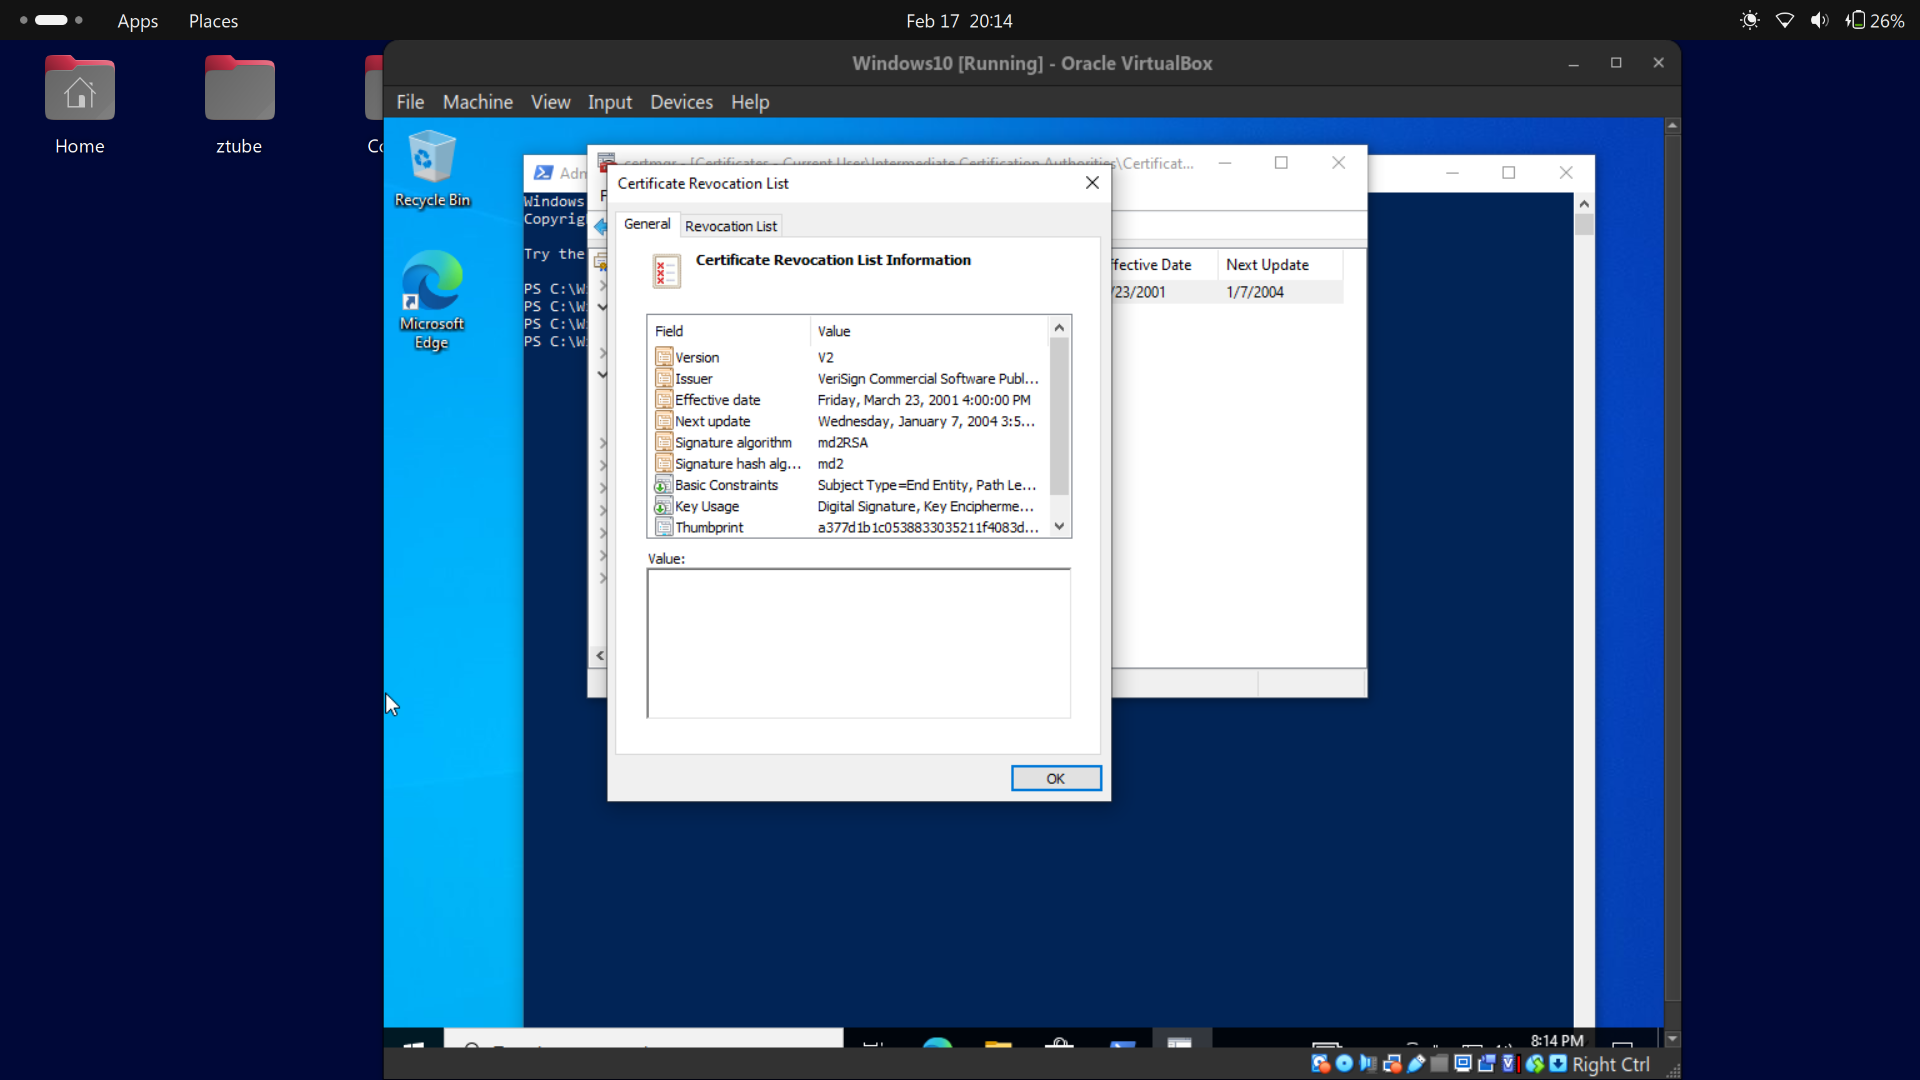 Apps Places Feb 17 20:14 26%
Home ztube
Windows10 [Running] - Oracle VirtualBox
File Machine View Input Devices Help
Recycle Bin
Microsoft Edge
certmgr - [Certificates - Current User\Intermediate Certification Authorities\Certificat...
Windows
Try the
PS C:\W
PS C:\W
PS C:\W
PS C:\W
Certificate Revocation List
General Revocation List
Certificate Revocation List Information
Field Value
Version V2
Issuer VeriSign Commercial Software Publ...
Effective date Friday, March 23, 2001 4:00:00 PM
Next update Wednesday, January 7, 2004 3:5...
Signature algorithm md2RSA
Signature hash alg... md2
Basic Constraints Subject Type=End Entity, Path Le...
Key Usage Digital Signature, Key Encipherme...
Thumbprint a377d1b1c0538833035211f4083d...
Value:
OK
ffective Date Next Update
/23/2001 1/7/2004
8:14 PM
Right Ctrl